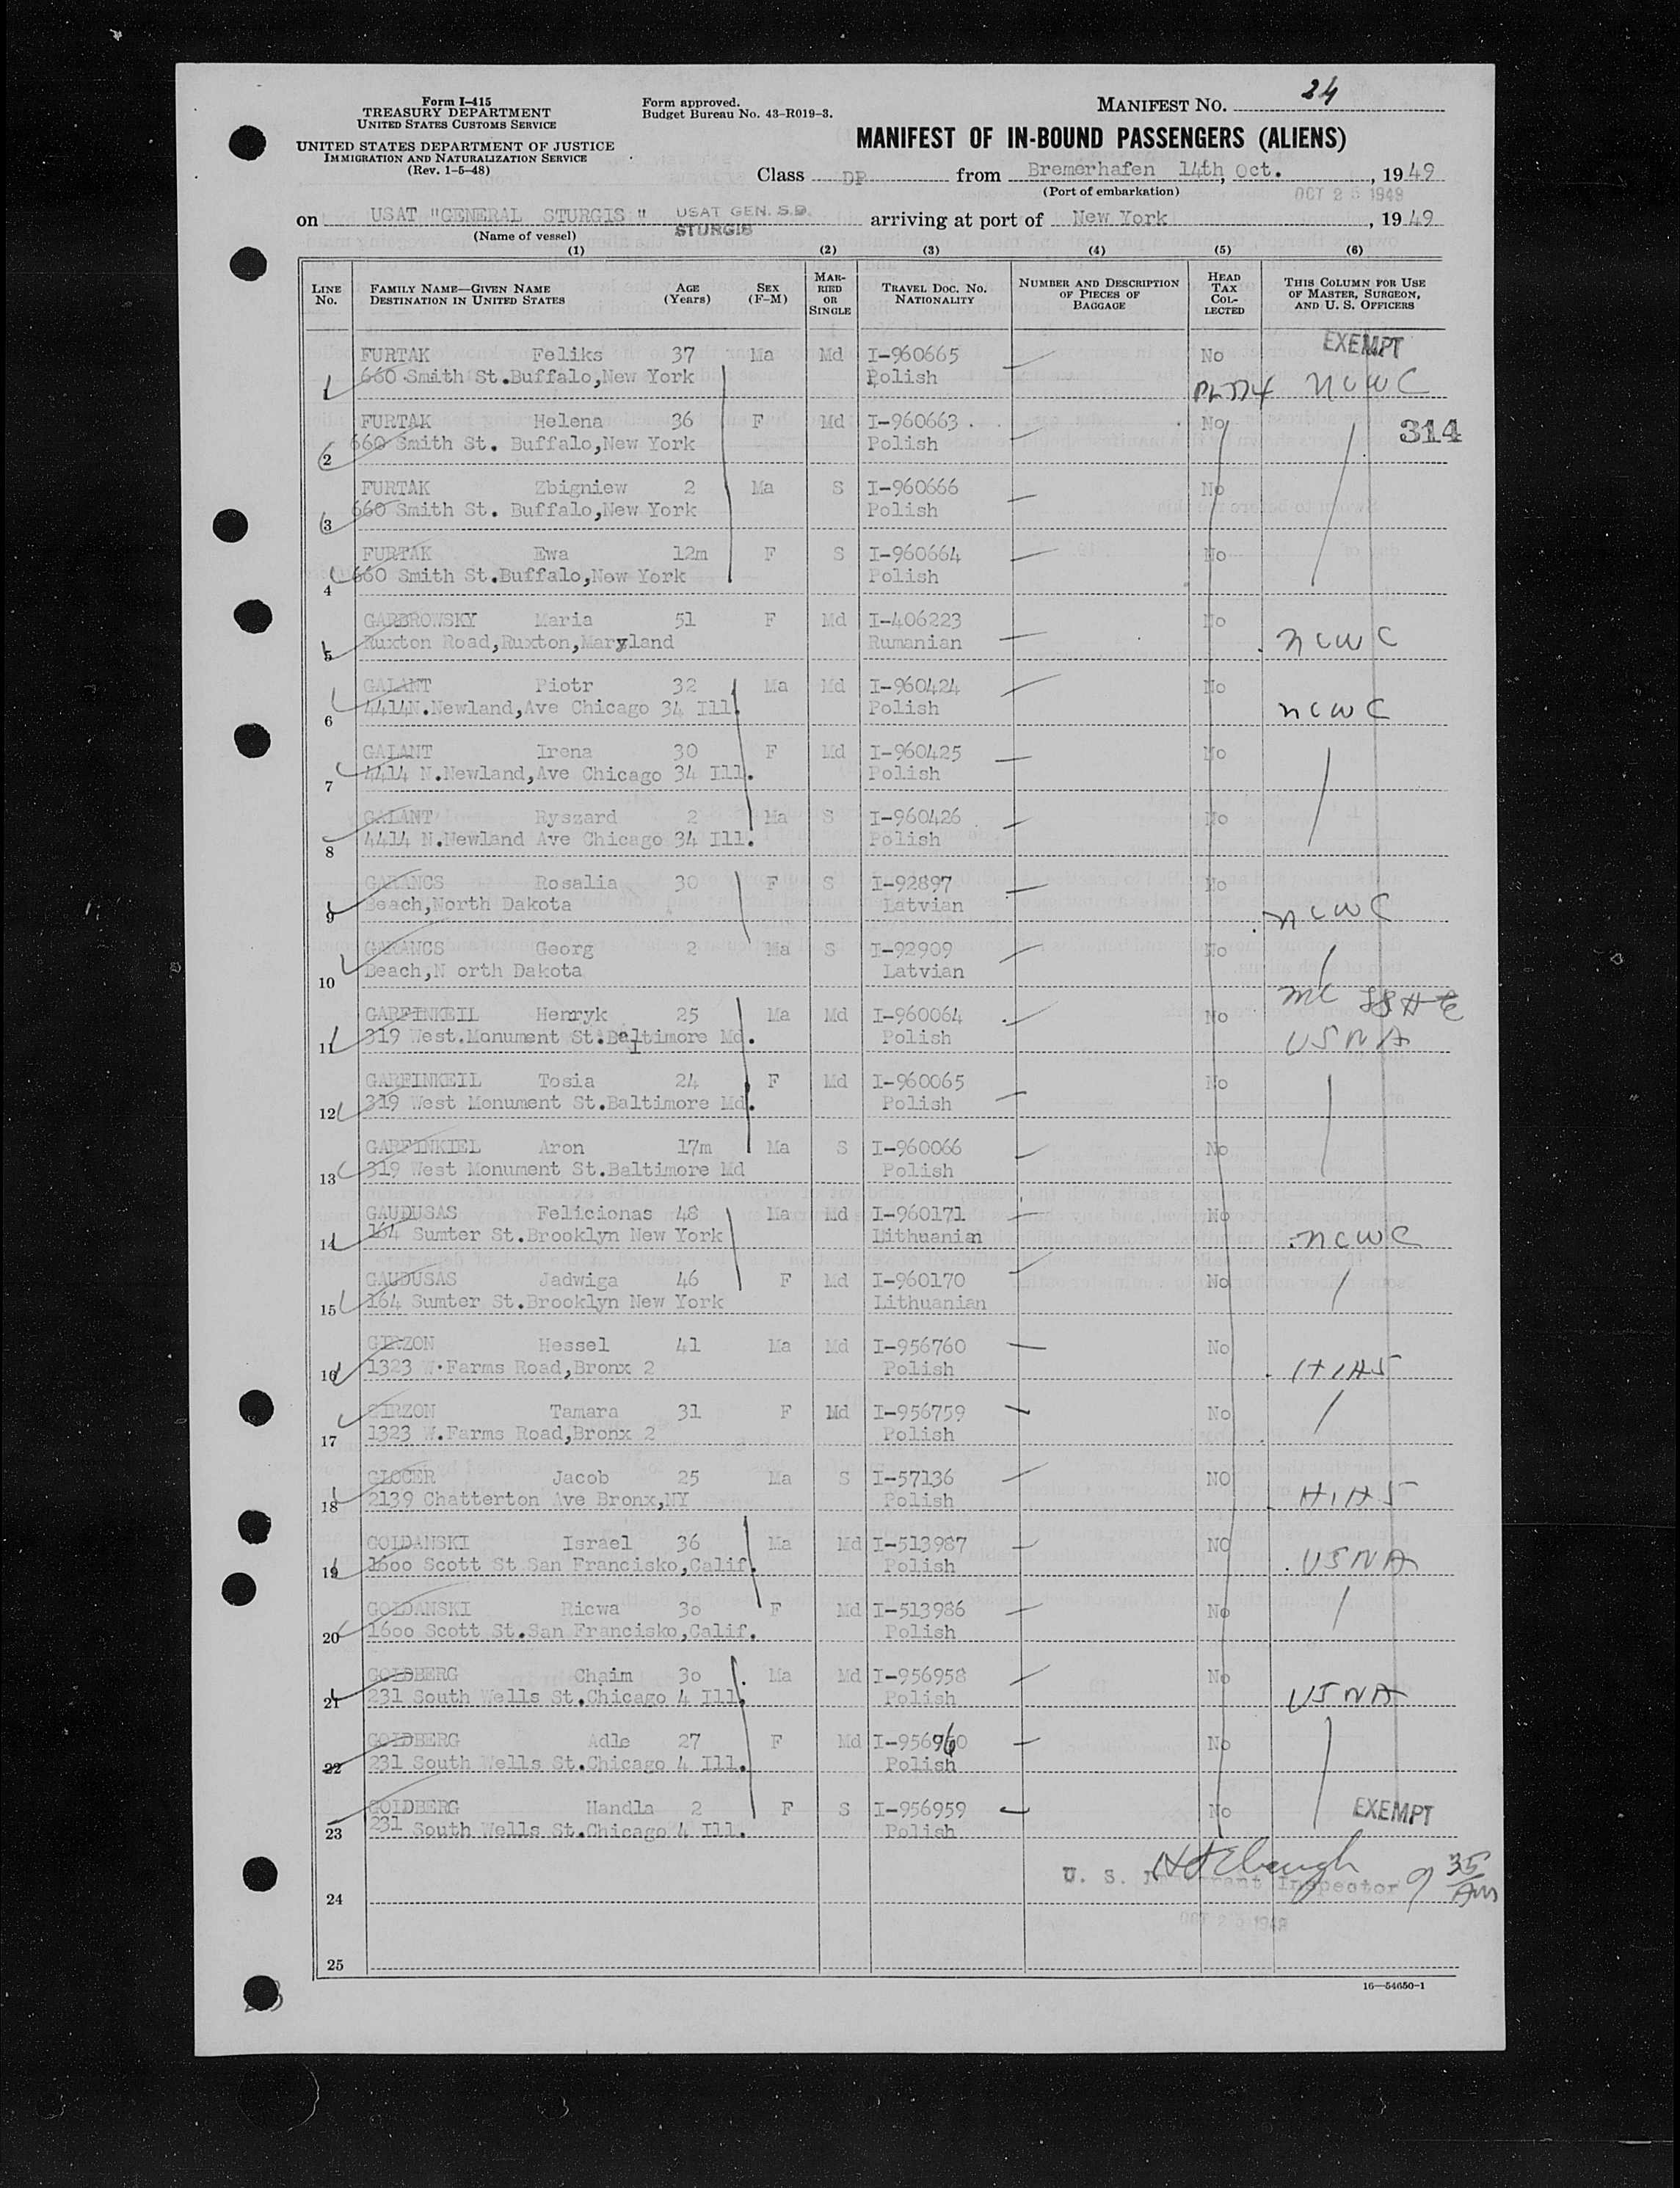 Form I-415
TREASURY DEPARTMENT
UNITED STATES CUSTOMS SERVICE
UNITED STATES DEPARTMENT OF JUSTICE
IMMIGRATION AND NATURALIZATION SERVICE
(Rev. 1-5-48)
Form approved.
Budget Bureau No. 43-R019-3.
MANIFEST NO. 24
MANIFEST OF IN-BOUND PASSENGERS (ALIENS)
Class DP from Bremerhafen 14th, Oct., 1949
(Port of embarkation) OCT 25 1949
on USAT "GENERAL STURGIS" USAT GEN. S.D. STURGIS arriving at port of New York, 1949
(Name of vessel)
(1) (2) (3) (4) (5) (6)
LINE No. FAMILY NAME—GIVEN NAME DESTINATION IN UNITED STATES AGE (Years) SEX (F-M) MARRIED OR SINGLE TRAVEL DOC. NO. NATIONALITY NUMBER AND DESCRIPTION OF PIECES OF BAGGAGE HEAD TAX COLLECTED THIS COLUMN FOR USE OF MASTER, SURGEON, AND U. S. OFFICERS
FURTAK Feliks 37 Ma Md I-960665 No EXEMPT
1 660 Smith St.Buffalo,New York Polish PL 774 NCWC
FURTAK Helena 36 F Md I-960663 No 314
2 660 Smith St. Buffalo,New York Polish
FURTAK Zbigniew 2 Ma S I-960666 No
3 660 Smith St. Buffalo,New York Polish
FURTAK Ewa 12m F S I-960664 No
4 660 Smith St.Buffalo,New York Polish
GARBROWSKY Maria 51 F Md I-406223 No
5 Ruxton Road,Ruxton,Maryland Rumanian NCWC
GALANT Piotr 32 Ma Md I-960424 No
6 4414N.Newland,Ave Chicago 34 Ill. Polish NCWC
GALANT Irena 30 F Md I-960425 No
7 4414 N.Newland,Ave Chicago 34 Ill. Polish
GALANT Ryszard 2 Ma S I-960426 No
8 4414 N.Newland Ave Chicago 34 Ill. Polish
GARANCS Rosalia 30 F S I-92897 No
9 Beach,North Dakota Latvian NCWC
GARANCS Georg 2 Ma S I-92909 No
10 Beach,N orth Dakota Latvian
GARFINKEIL Henryk 25 Ma Md I-960064 No
11 319 West.Monument St.Baltimore Md. Polish USNA
GARFINKEIL Tosia 24 F Md I-960065 No
12 319 West Monument St.Baltimore Md. Polish
GARFINKIEL Aron 17m Ma S I-960066 No
13 319 West Monument St.Baltimore Md Polish
GAUDUSAS Felicionas 48 Ma Md I-960171 No
14 164 Sumter St.Brooklyn New York Lithuanian NCWC
GAUDUSAS Jadwiga 46 F Md I-960170 No
15 164 Sumter St.Brooklyn New York Lithuanian
GIRZON Hessel 41 Ma Md I-956760 No
16 1323 W.Farms Road,Bronx 2 Polish HIAS
GIRZON Tamara 31 F Md I-956759 No
17 1323 W.Farms Road,Bronx 2 Polish
GLOCER Jacob 25 Ma S I-57136 NO
18 2139 Chatterton Ave Bronx,NY Polish HIAS
GOLDANSKI Israel 36 Ma Md I-513987 NO
19 1600 Scott St.San Francisko,Calif. Polish USNA
GOLDANSKI Riowa 30 F Md I-513986 No
20 1600 Scott St.San Francisko,Calif. Polish
GOLDBERG Chaim 30 Ma Md I-956958 No
21 231 South Wells St.Chicago 4 Ill. Polish USNA
GOLDBERG Adle 27 F Md I-956960 No
22 231 South Wells St.Chicago 4 Ill. Polish
GOLDBERG Handla 2 F S I-956959 No EXEMPT
23 231 South Wells St.Chicago 4 Ill. Polish
U. S. Immigrant Inspector 9 35 AM
24 OCT 25 1949
25
16—54650-1